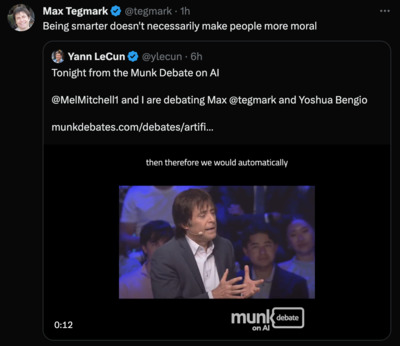 Max Tegmark @tegmark · 1h
Being smarter doesn't necessarily make people more moral
Yann LeCun @ylecun · 6h
Tonight from the Munk Debate on AI
@MelMitchell1 and I are debating Max @tegmark and Yoshua Bengio
munkdebates.com/debates/artifi...
then therefore we would automatically
munk debate
on AI
0:12